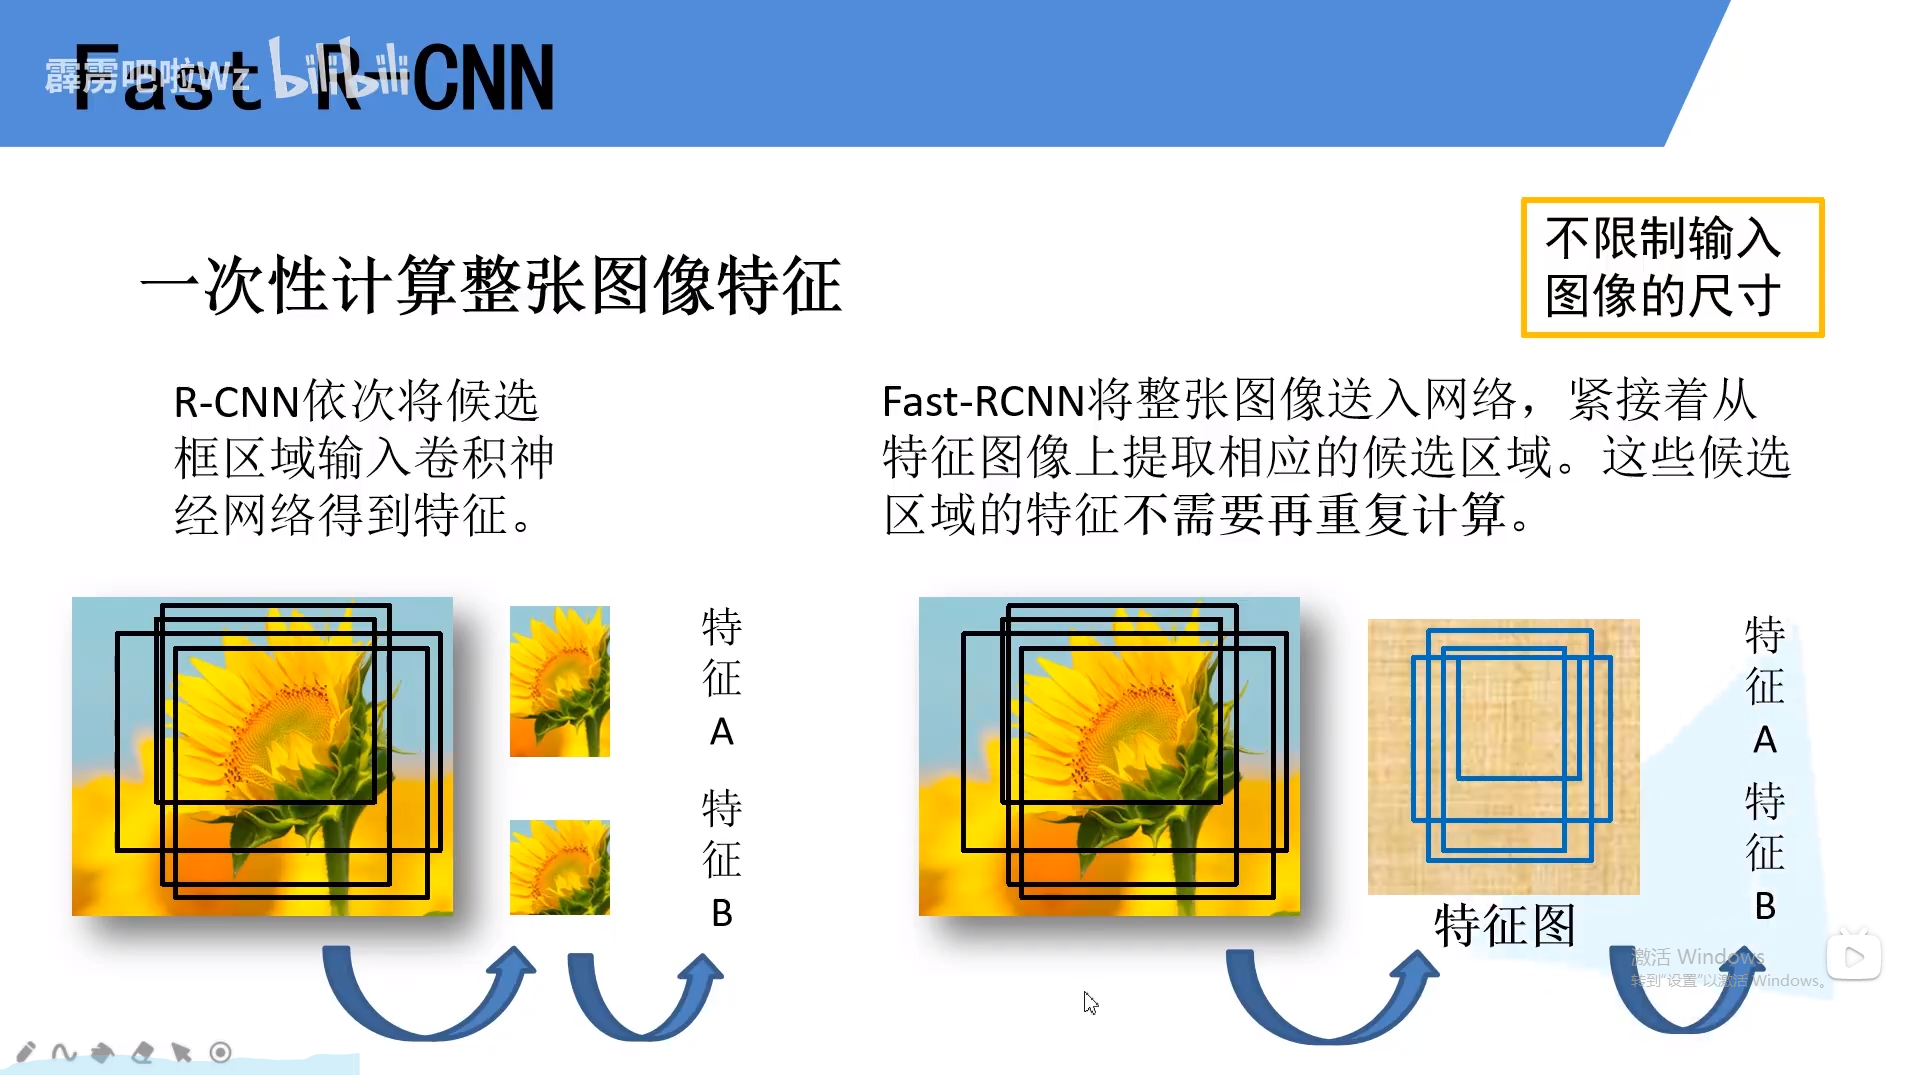 Fast R-CNN
霹雳吧啦Wz bilibili
不限制输入
图像的尺寸
一次性计算整张图像特征
R-CNN依次将候选
框区域输入卷积神
经网络得到特征。
Fast-RCNN将整张图像送入网络，紧接着从
特征图像上提取相应的候选区域。这些候选
区域的特征不需要再重复计算。
特
征
A
特
征
B
特征图
特
征
A
特
征
B
激活 Windows
转到“设置”以激活 Windows。